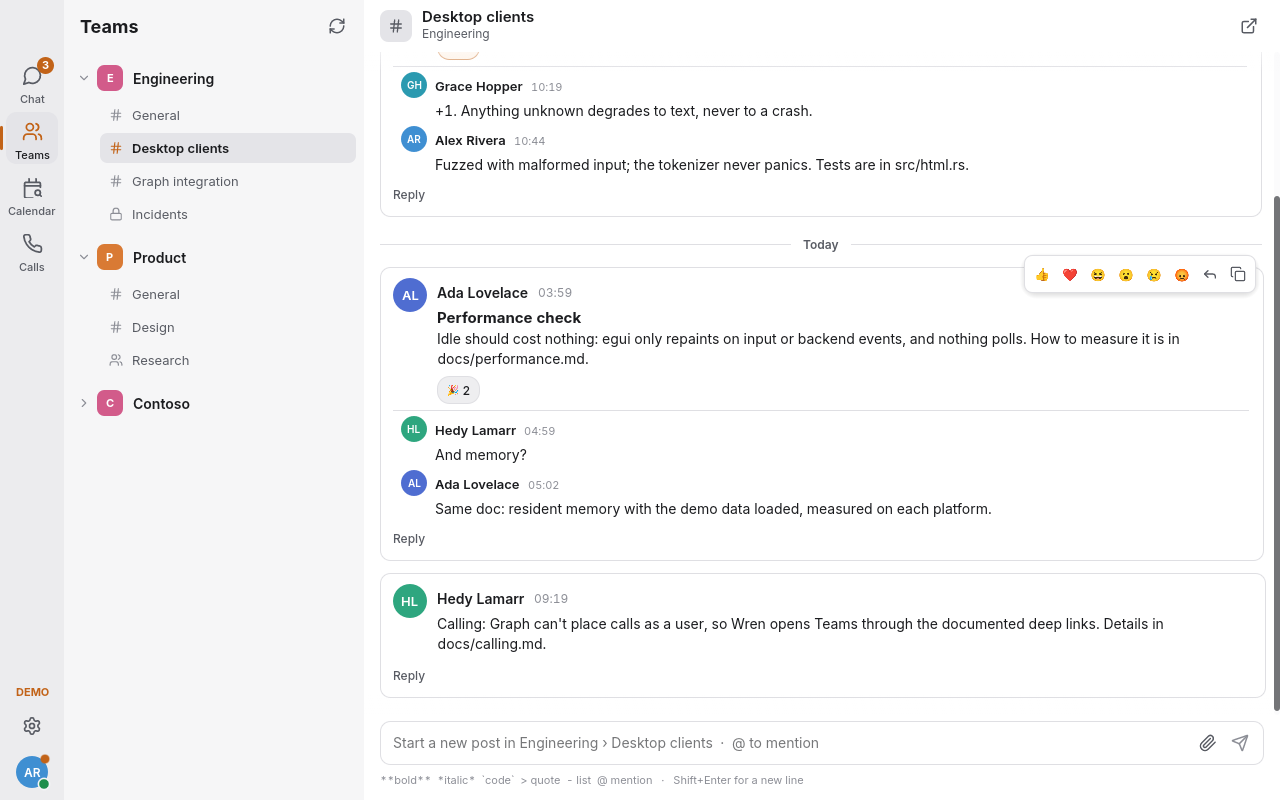 Teams
Desktop clients
Engineering
3
Chat
Teams
Calendar
Calls
E Engineering
General
Desktop clients
Graph integration
Incidents
P Product
General
Design
Research
C Contoso
DEMO
AR
GH Grace Hopper 10:19
+1. Anything unknown degrades to text, never to a crash.
AR Alex Rivera 10:44
Fuzzed with malformed input; the tokenizer never panics. Tests are in src/html.rs.
Reply
Today
AL Ada Lovelace 03:59
Performance check
Idle should cost nothing: egui only repaints on input or backend events, and nothing polls. How to measure it is in
docs/performance.md.
🎉 2
HL Hedy Lamarr 04:59
And memory?
AL Ada Lovelace 05:02
Same doc: resident memory with the demo data loaded, measured on each platform.
Reply
HL Hedy Lamarr 09:19
Calling: Graph can't place calls as a user, so Wren opens Teams through the documented deep links. Details in
docs/calling.md.
Reply
Start a new post in Engineering › Desktop clients · @ to mention
**bold** *italic* `code` > quote - list @ mention · Shift+Enter for a new line